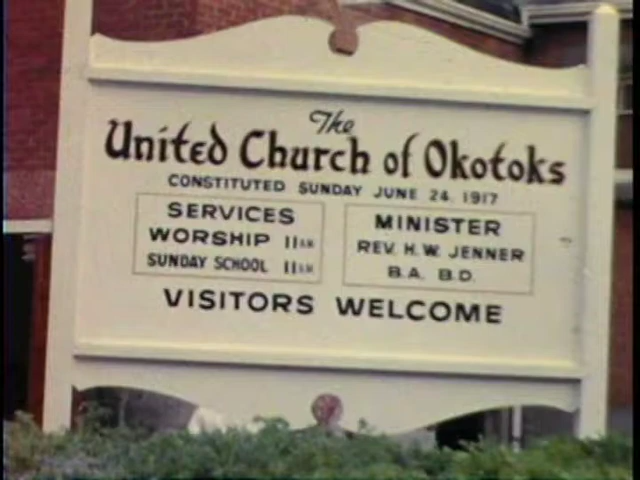 The
United Church of Okotoks
CONSTITUTED SUNDAY JUNE 24, 1917
SERVICES
WORSHIP 11 A.M.
SUNDAY SCHOOL 11 A.M.
MINISTER
REV. H. W. JENNER
B.A. B.D.
VISITORS WELCOME